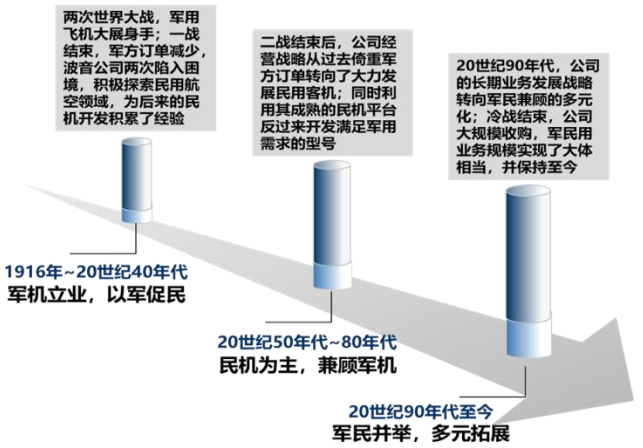 两次世界大战，军用
飞机大展身手；一战
结束，军方订单减少，
波音公司两次陷入困
境，积极探索民用航
空领域，为后来的民
机开发积累了经验
1916年~20世纪40年代
军机立业，以军促民
二战结束后，公司经
营战略从过去倚重军
方订单转向了大力发
展民用客机；同时利
用其成熟的民机平台
反过来开发满足军用
需求的型号
20世纪50年代~80年代
民机为主，兼顾军机
20世纪90年代，公司
的长期业务发展战略
转向军民兼顾的多元
化；冷战结束，公司
大规模收购，军民用
业务规模实现了大体
相当，并保持至今
20世纪90年代至今
军民并举，多元拓展